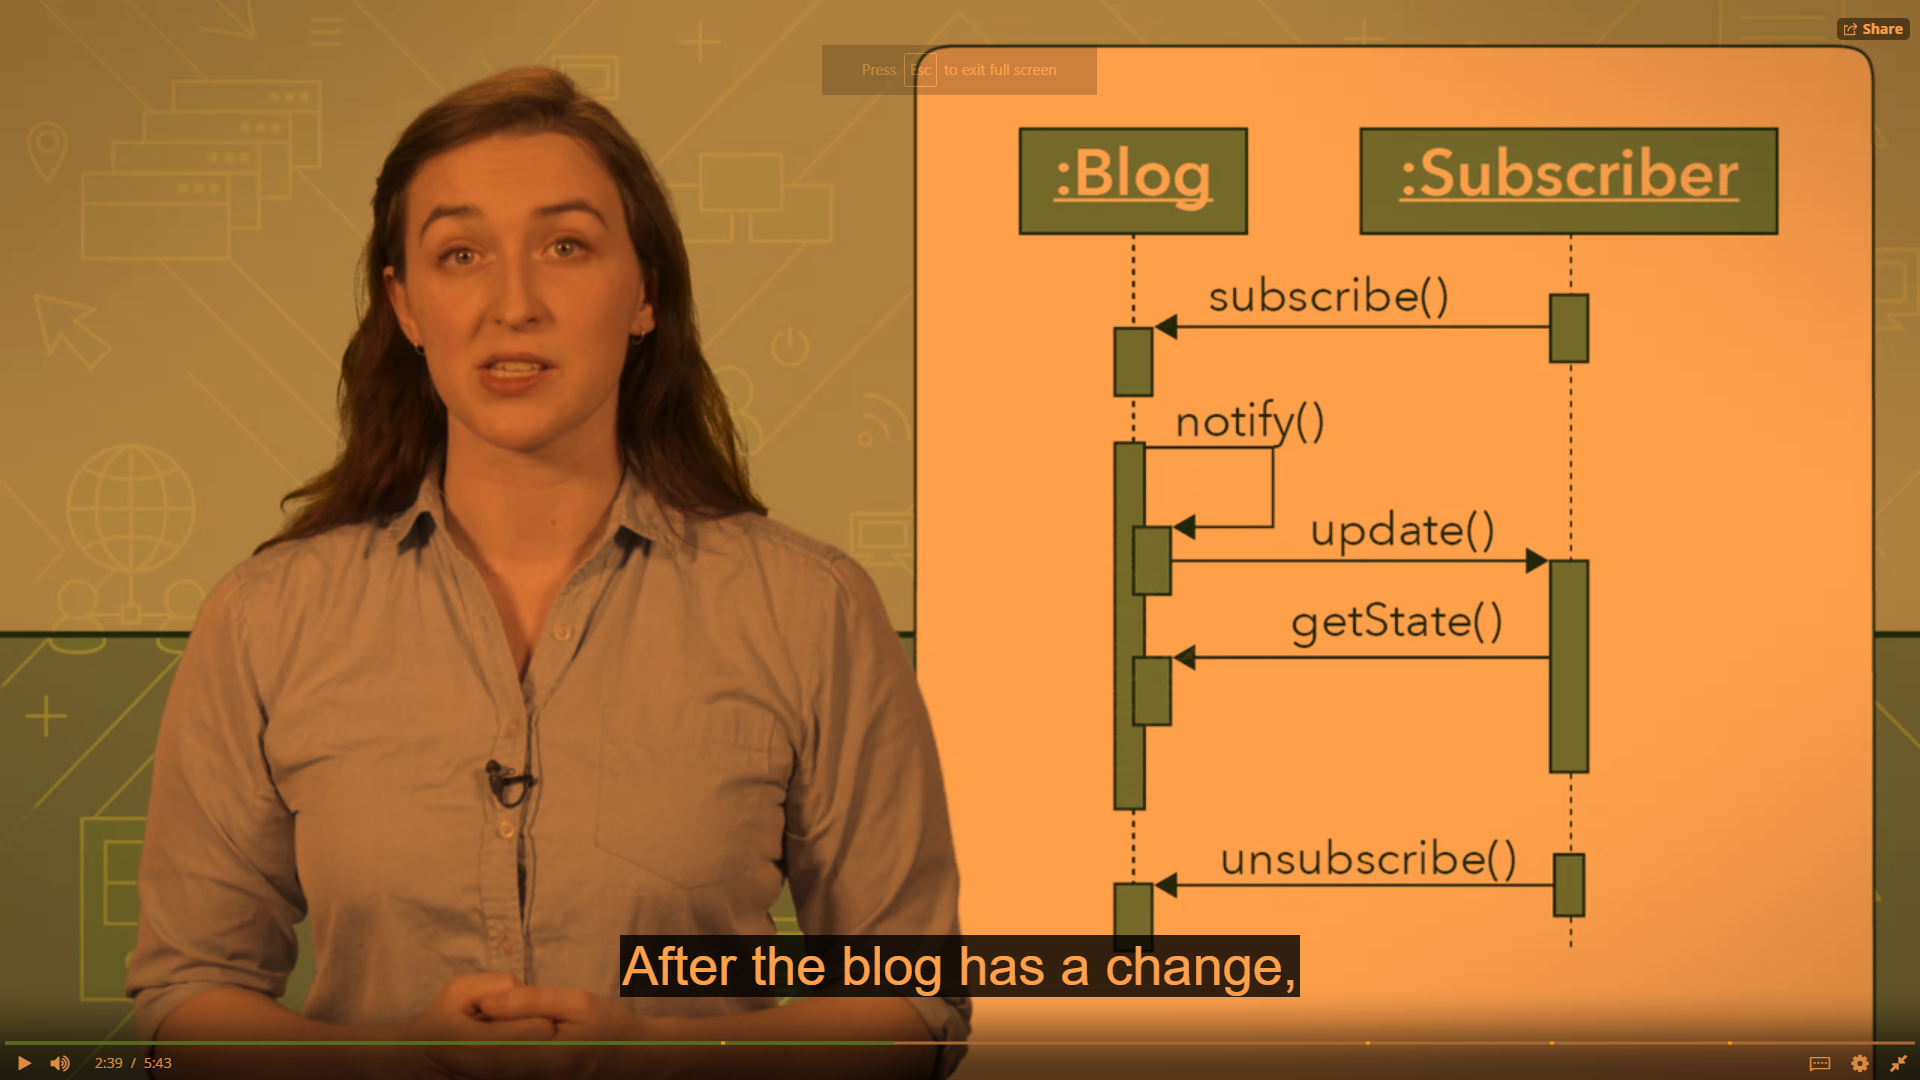 Share
Press Esc to exit full screen
:Blog
:Subscriber
subscribe()
notify()
update()
getState()
unsubscribe()
After the blog has a change,
2:39 / 5:43